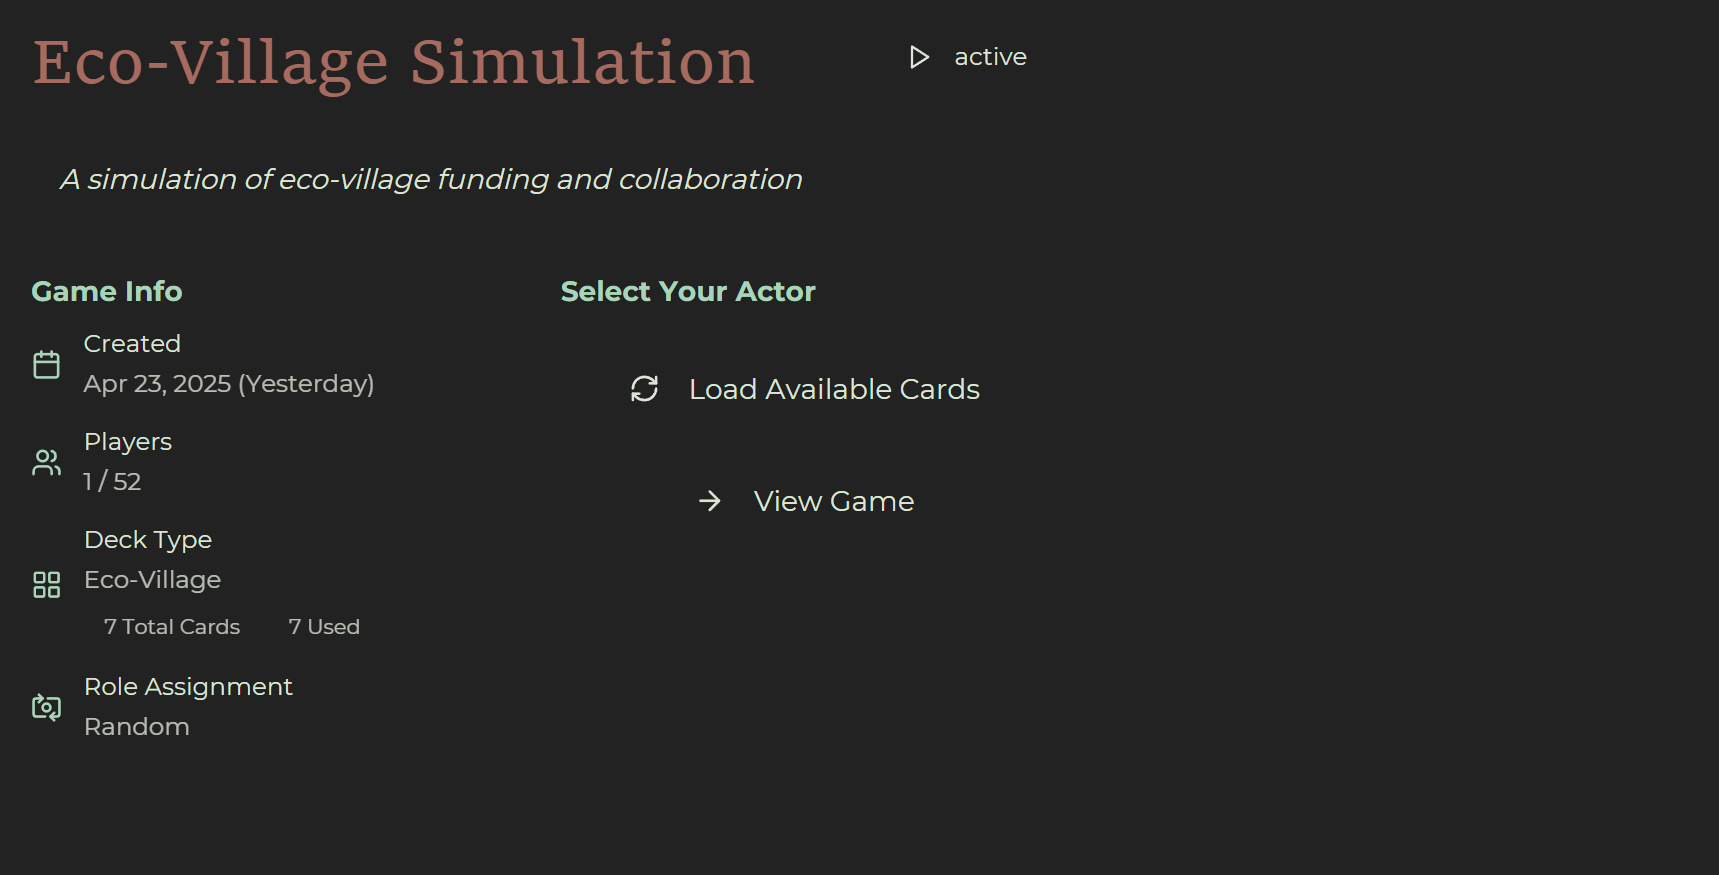 Eco-Village Simulation
active
A simulation of eco-village funding and collaboration
Game Info
Created
Apr 23, 2025 (Yesterday)
Players
1 / 52
Deck Type
Eco-Village
7 Total Cards 7 Used
Role Assignment
Random
Select Your Actor
Load Available Cards
View Game